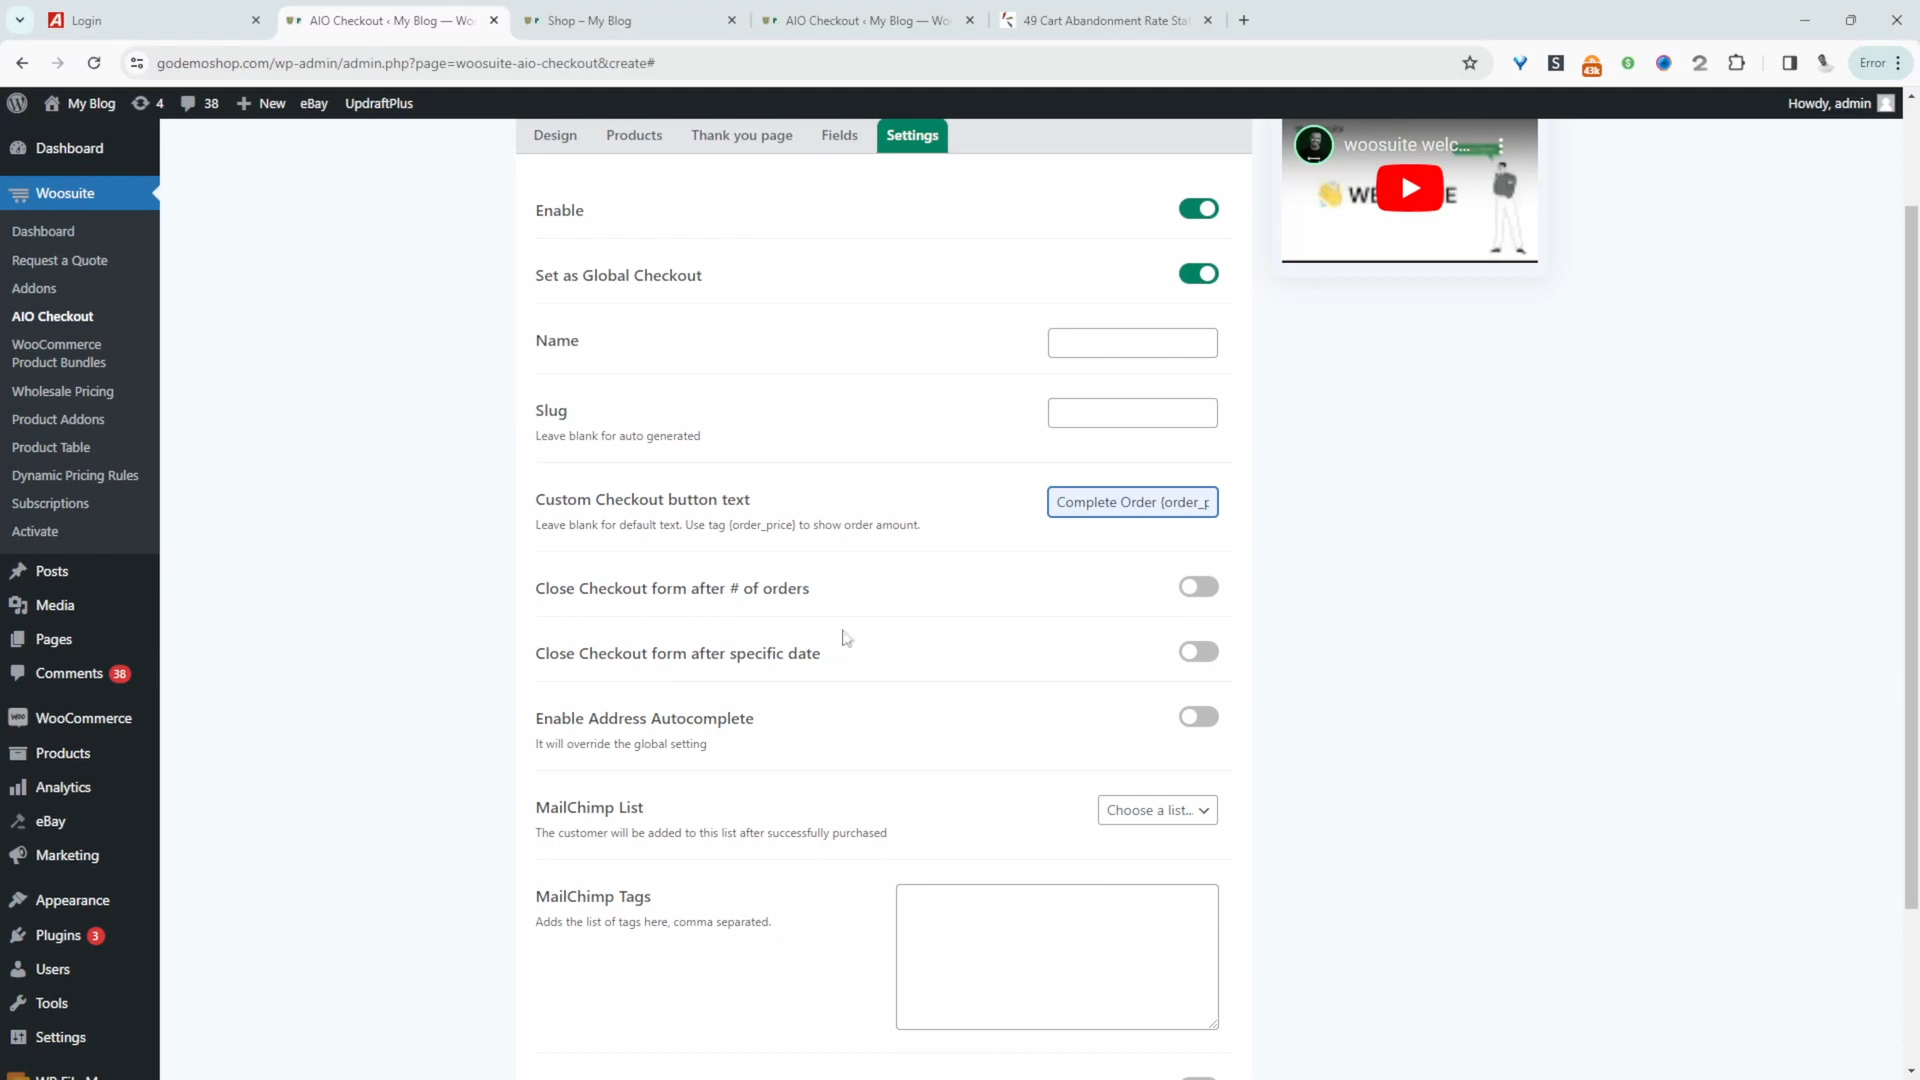 Login
AIO Checkout ‹ My Blog — Wo
Shop – My Blog
AIO Checkout ‹ My Blog — Wo
49 Cart Abandonment Rate Sta
godemoshop.com/wp-admin/admin.php?page=woosuite-aio-checkout&create#
S
43k
Error
My Blog
4
38
New
eBay
UpdraftPlus
Howdy, admin
Dashboard
Woosuite
Dashboard
Request a Quote
Addons
AIO Checkout
WooCommerce
Product Bundles
Wholesale Pricing
Product Addons
Product Table
Dynamic Pricing Rules
Subscriptions
Activate
Posts
Media
Pages
Comments 38
WooCommerce
Products
Analytics
eBay
Marketing
Appearance
Plugins 3
Users
Tools
Settings
Design
Products
Thank you page
Fields
Settings
Enable
Set as Global Checkout
Name
Slug
Leave blank for auto generated
Custom Checkout button text
Complete Order {order_p
Leave blank for default text. Use tag {order_price} to show order amount.
Close Checkout form after # of orders
Close Checkout form after specific date
Enable Address Autocomplete
It will override the global setting
MailChimp List
Choose a list...
The customer will be added to this list after successfully purchased
MailChimp Tags
Adds the list of tags here, comma separated.
woosuite welc...